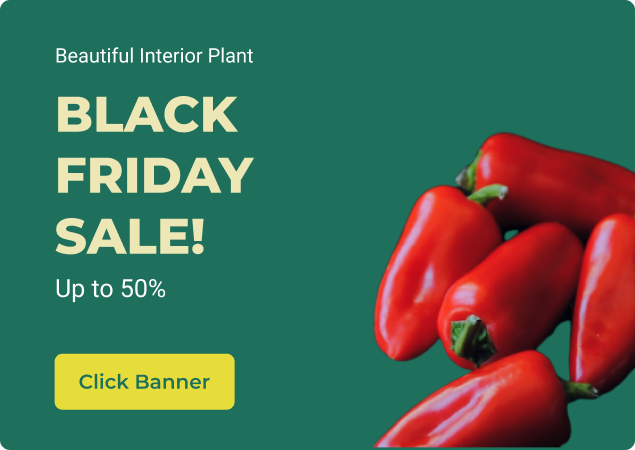 Beautiful Interior Plant
BLACK
FRIDAY
SALE!
Up to 50%
Click Banner